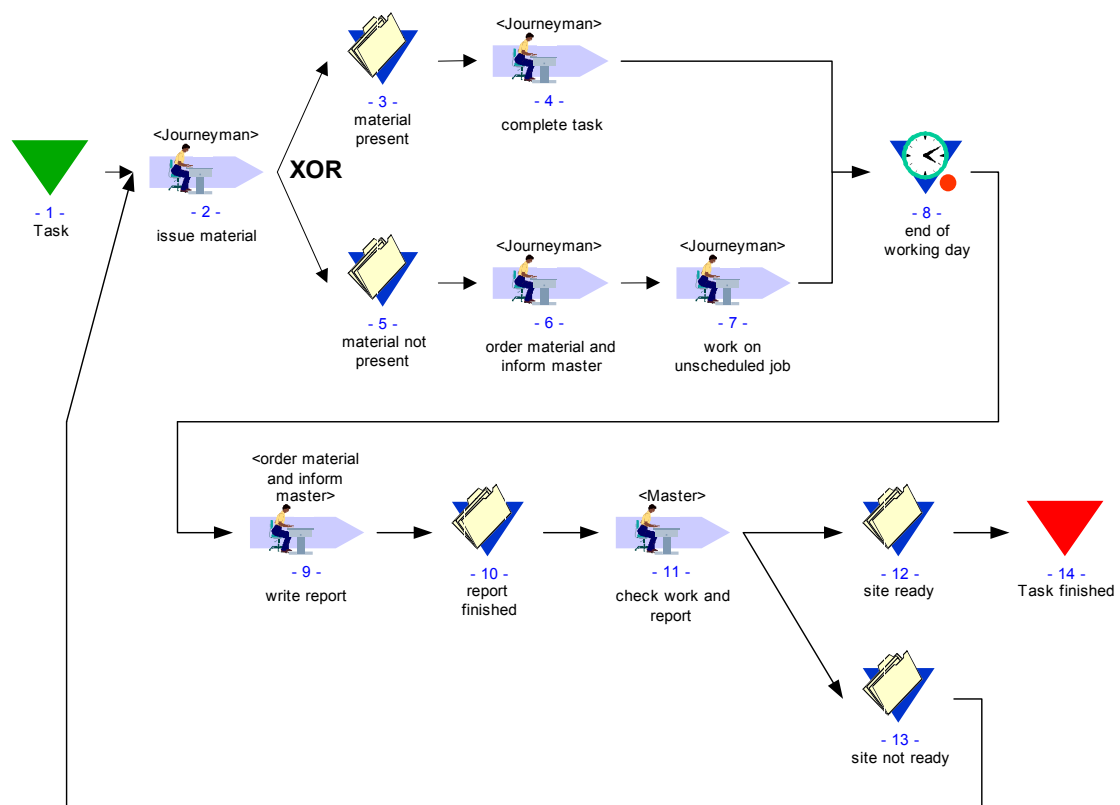 <Journeyman>
- 3 -
material
present
<Journeyman>
- 4 -
complete task
- 1 -
Task
<Journeyman>
- 2 -
issue material
XOR
- 5 -
material not
present
<Journeyman>
- 6 -
order material and
inform master
<Journeyman>
- 7 -
work on
unscheduled job
- 8 -
end of
working day
<order material
and inform
master>
- 9 -
write report
- 10 -
report
finished
<Master>
- 11 -
check work and
report
- 12 -
site ready
- 14 -
Task finished
- 13 -
site not ready